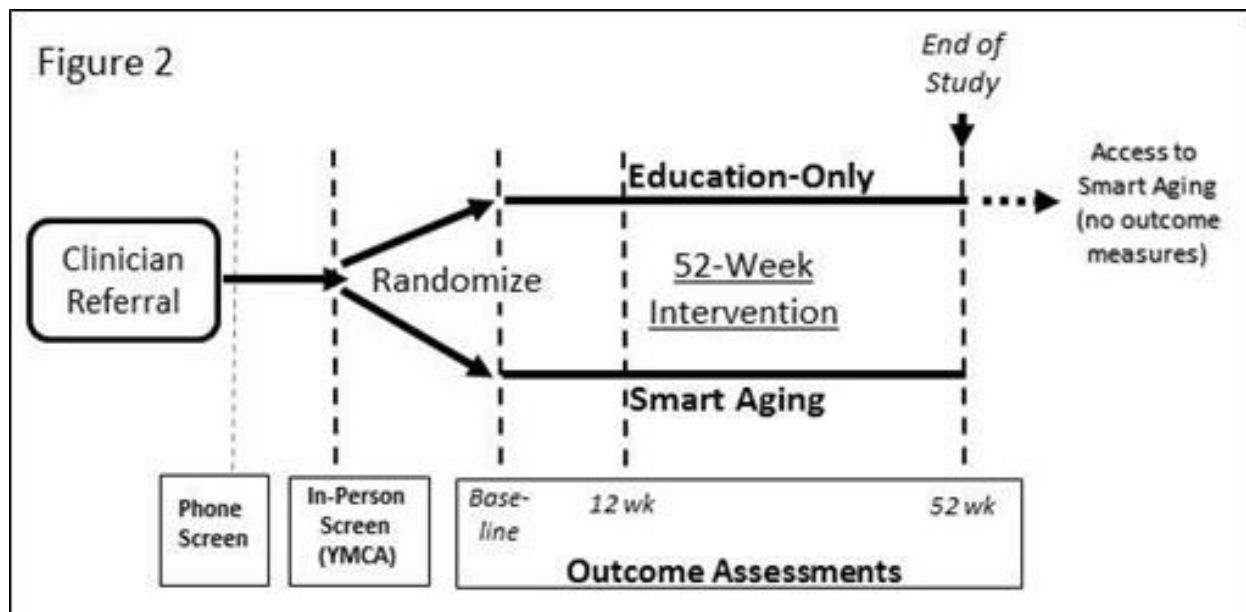 Figure 2
End of
Study
Access to
Smart Aging
(no outcome
measures)
Education-Only
Clinician
Referral
Randomize
52-Week
Intervention
Smart Aging
Phone
Screen
In-Person
Screen
(YMCA)
Base-
line
12 wk
52 wk
Outcome Assessments